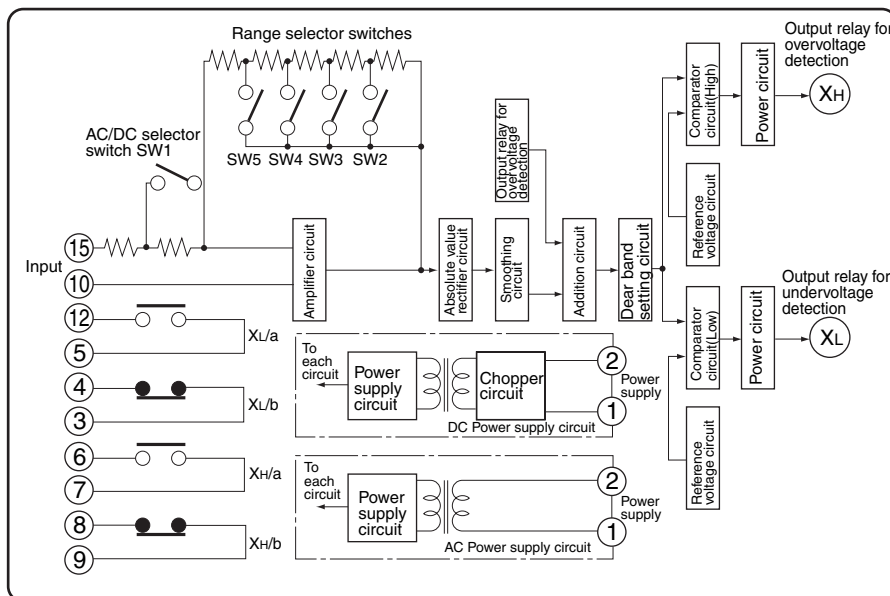 Range selector switches
AC/DC selector
switch SW1
SW5 SW4 SW3 SW2
Output relay for
overvoltage
detection
Output relay for
overvoltage
detection
XH
Comparator
circuit(High)
Power circuit
Reference
voltage circuit
Input
15
10
Amplifier circuit
Absolute value
rectifier circuit
Smoothing
circuit
Addition circuit
Dear band
setting circuit
Output relay for
undervoltage
detection
XL
Comparator
circuit(Low)
Power circuit
Reference
voltage circuit
12
5
XL/a
4
3
XL/b
6
7
XH/a
8
9
XH/b
To
each
circuit
Power
supply
circuit
Chopper
circuit
2
Power
supply
1
DC Power supply circuit
To
each
circuit
Power
supply
circuit
2
Power
supply
1
AC Power supply circuit